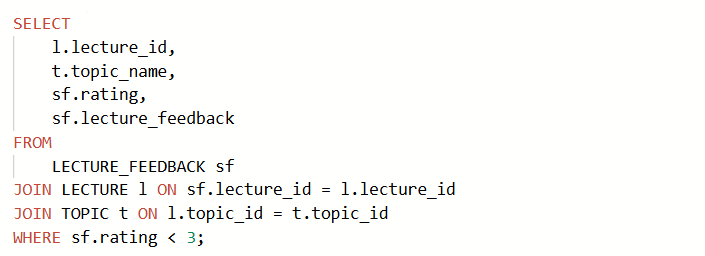 SELECT
l.lecture_id,
t.topic_name,
sf.rating,
sf.lecture_feedback
FROM
LECTURE_FEEDBACK sf
JOIN LECTURE l ON sf.lecture_id = l.lecture_id
JOIN TOPIC t ON l.topic_id = t.topic_id
WHERE sf.rating < 3;